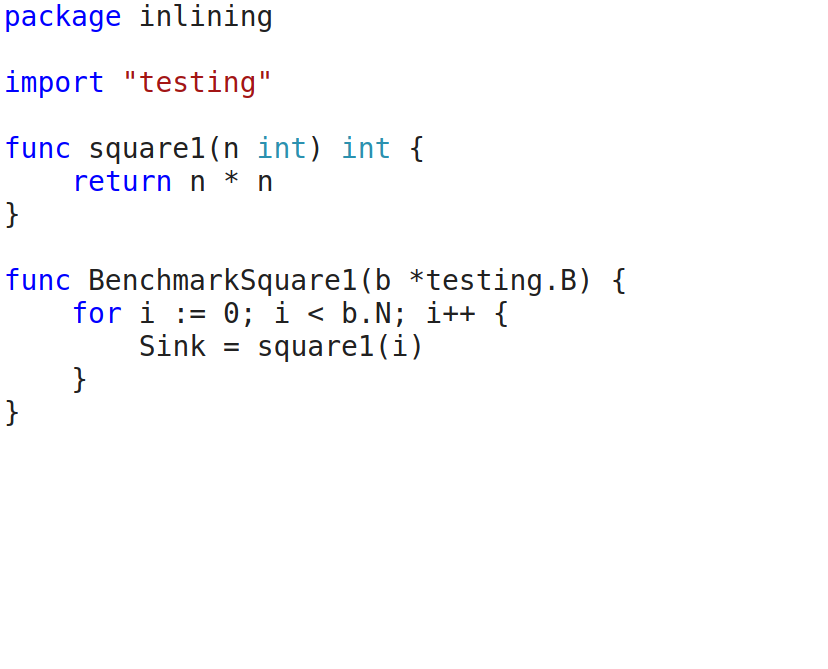 package inlining

import "testing"

func square1(n int) int {
    return n * n
}

func BenchmarkSquare1(b *testing.B) {
    for i := 0; i < b.N; i++ {
        Sink = square1(i)
    }
}